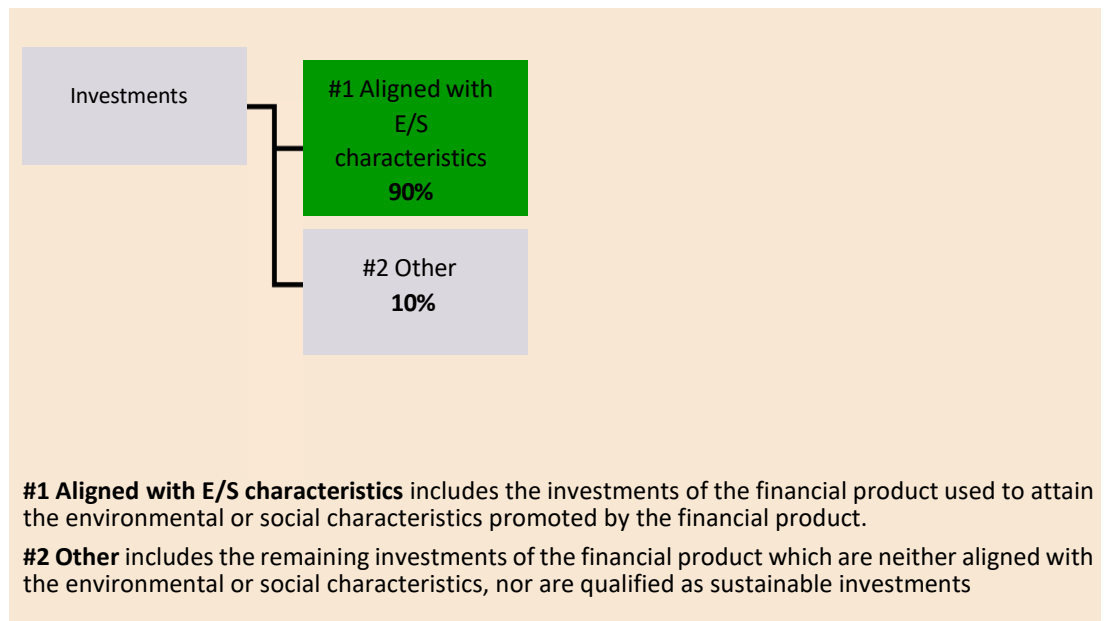 Investments
#1 Aligned with
E/S
characteristics
90%
#2 Other
10%
#1 Aligned with E/S characteristics includes the investments of the financial product used to attain
the environmental or social characteristics promoted by the financial product.
#2 Other includes the remaining investments of the financial product which are neither aligned with
the environmental or social characteristics, nor are qualified as sustainable investments